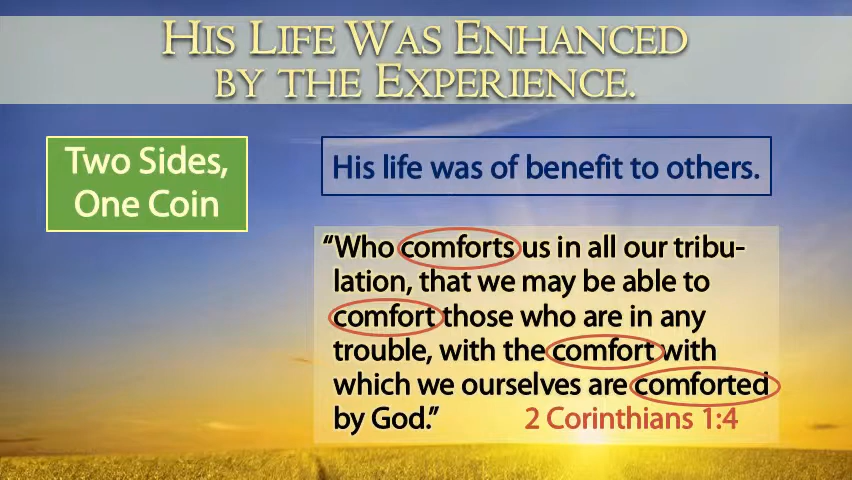 His Life Was Enhanced
by the Experience.
Two Sides,
One Coin
His life was of benefit to others.
“Who comforts us in all our tribu-
lation, that we may be able to
comfort those who are in any
trouble, with the comfort with
which we ourselves are comforted
by God.” 2 Corinthians 1:4